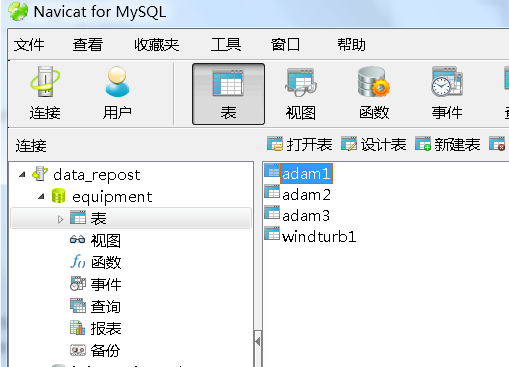 Navicat for MySQL
文件 查看 收藏夹 工具 窗口 帮助
连接 用户 表 视图 函数 事件
连接
打开表 设计表 新建表
data_repost
equipment
表
视图
函数
事件
查询
报表
备份
adam1
adam2
adam3
windturb1